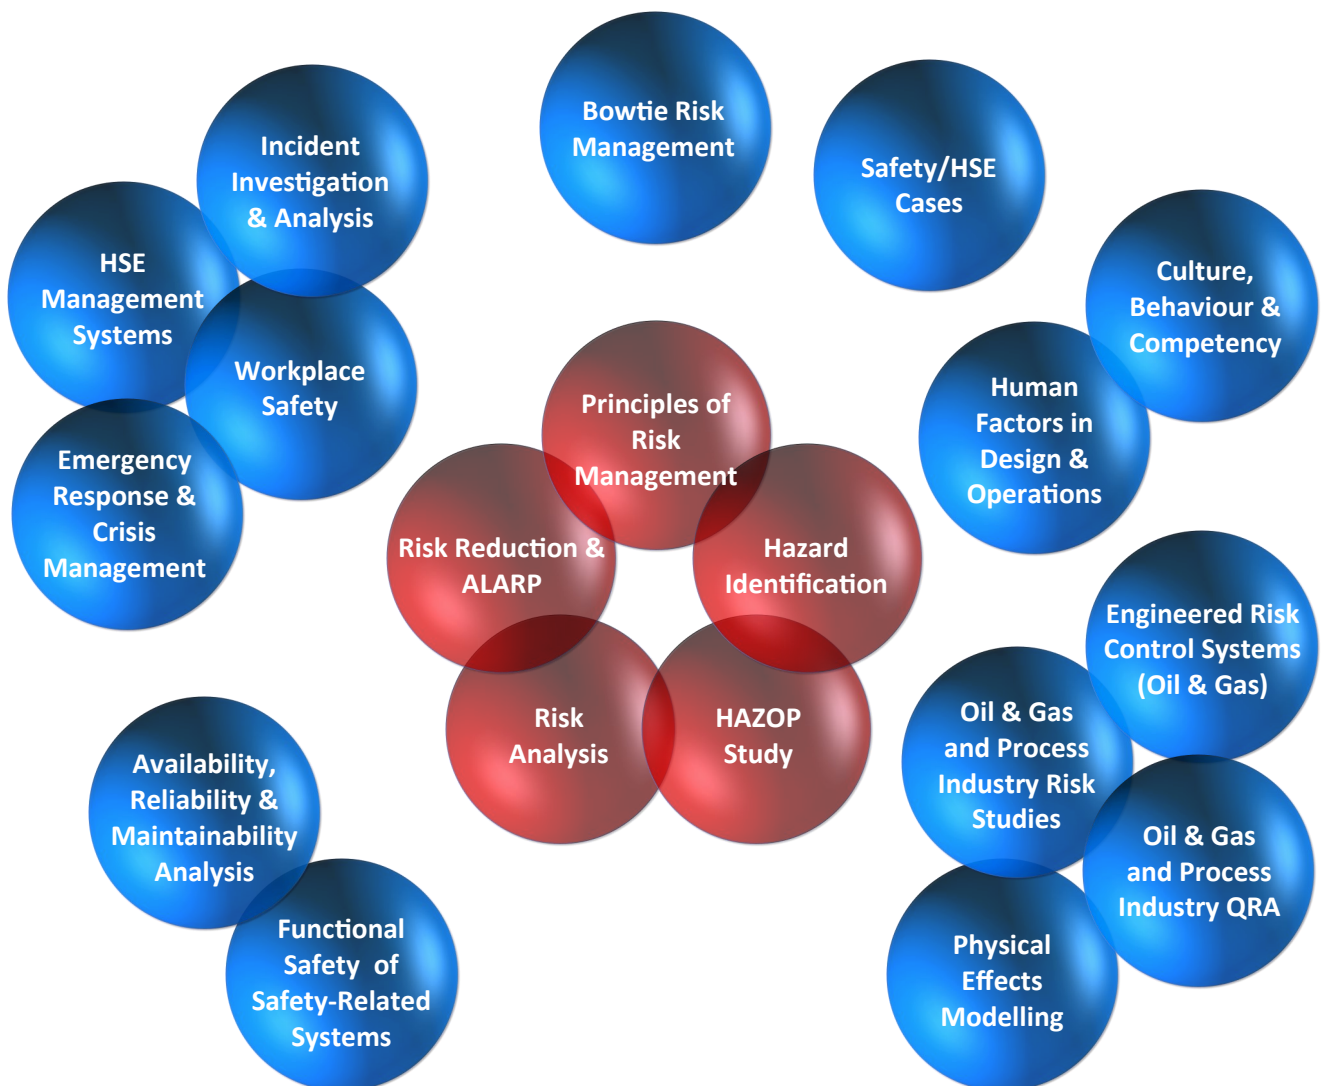 Bowtie Risk
Management
Safety/HSE
Cases
Incident
Investigation
& Analysis
HSE
Management
Systems
Workplace
Safety
Emergency
Response &
Crisis
Management
Culture,
Behaviour &
Competency
Human
Factors in
Design &
Operations
Principles of
Risk
Management
Risk Reduction &
ALARP
Hazard
Identification
Risk
Analysis
HAZOP
Study
Engineered Risk
Control Systems
(Oil & Gas)
Oil & Gas
and Process
Industry Risk
Studies
Oil & Gas
and Process
Industry QRA
Physical
Effects
Modelling
Availability,
Reliability &
Maintainability
Analysis
Functional
Safety of
Safety-Related
Systems